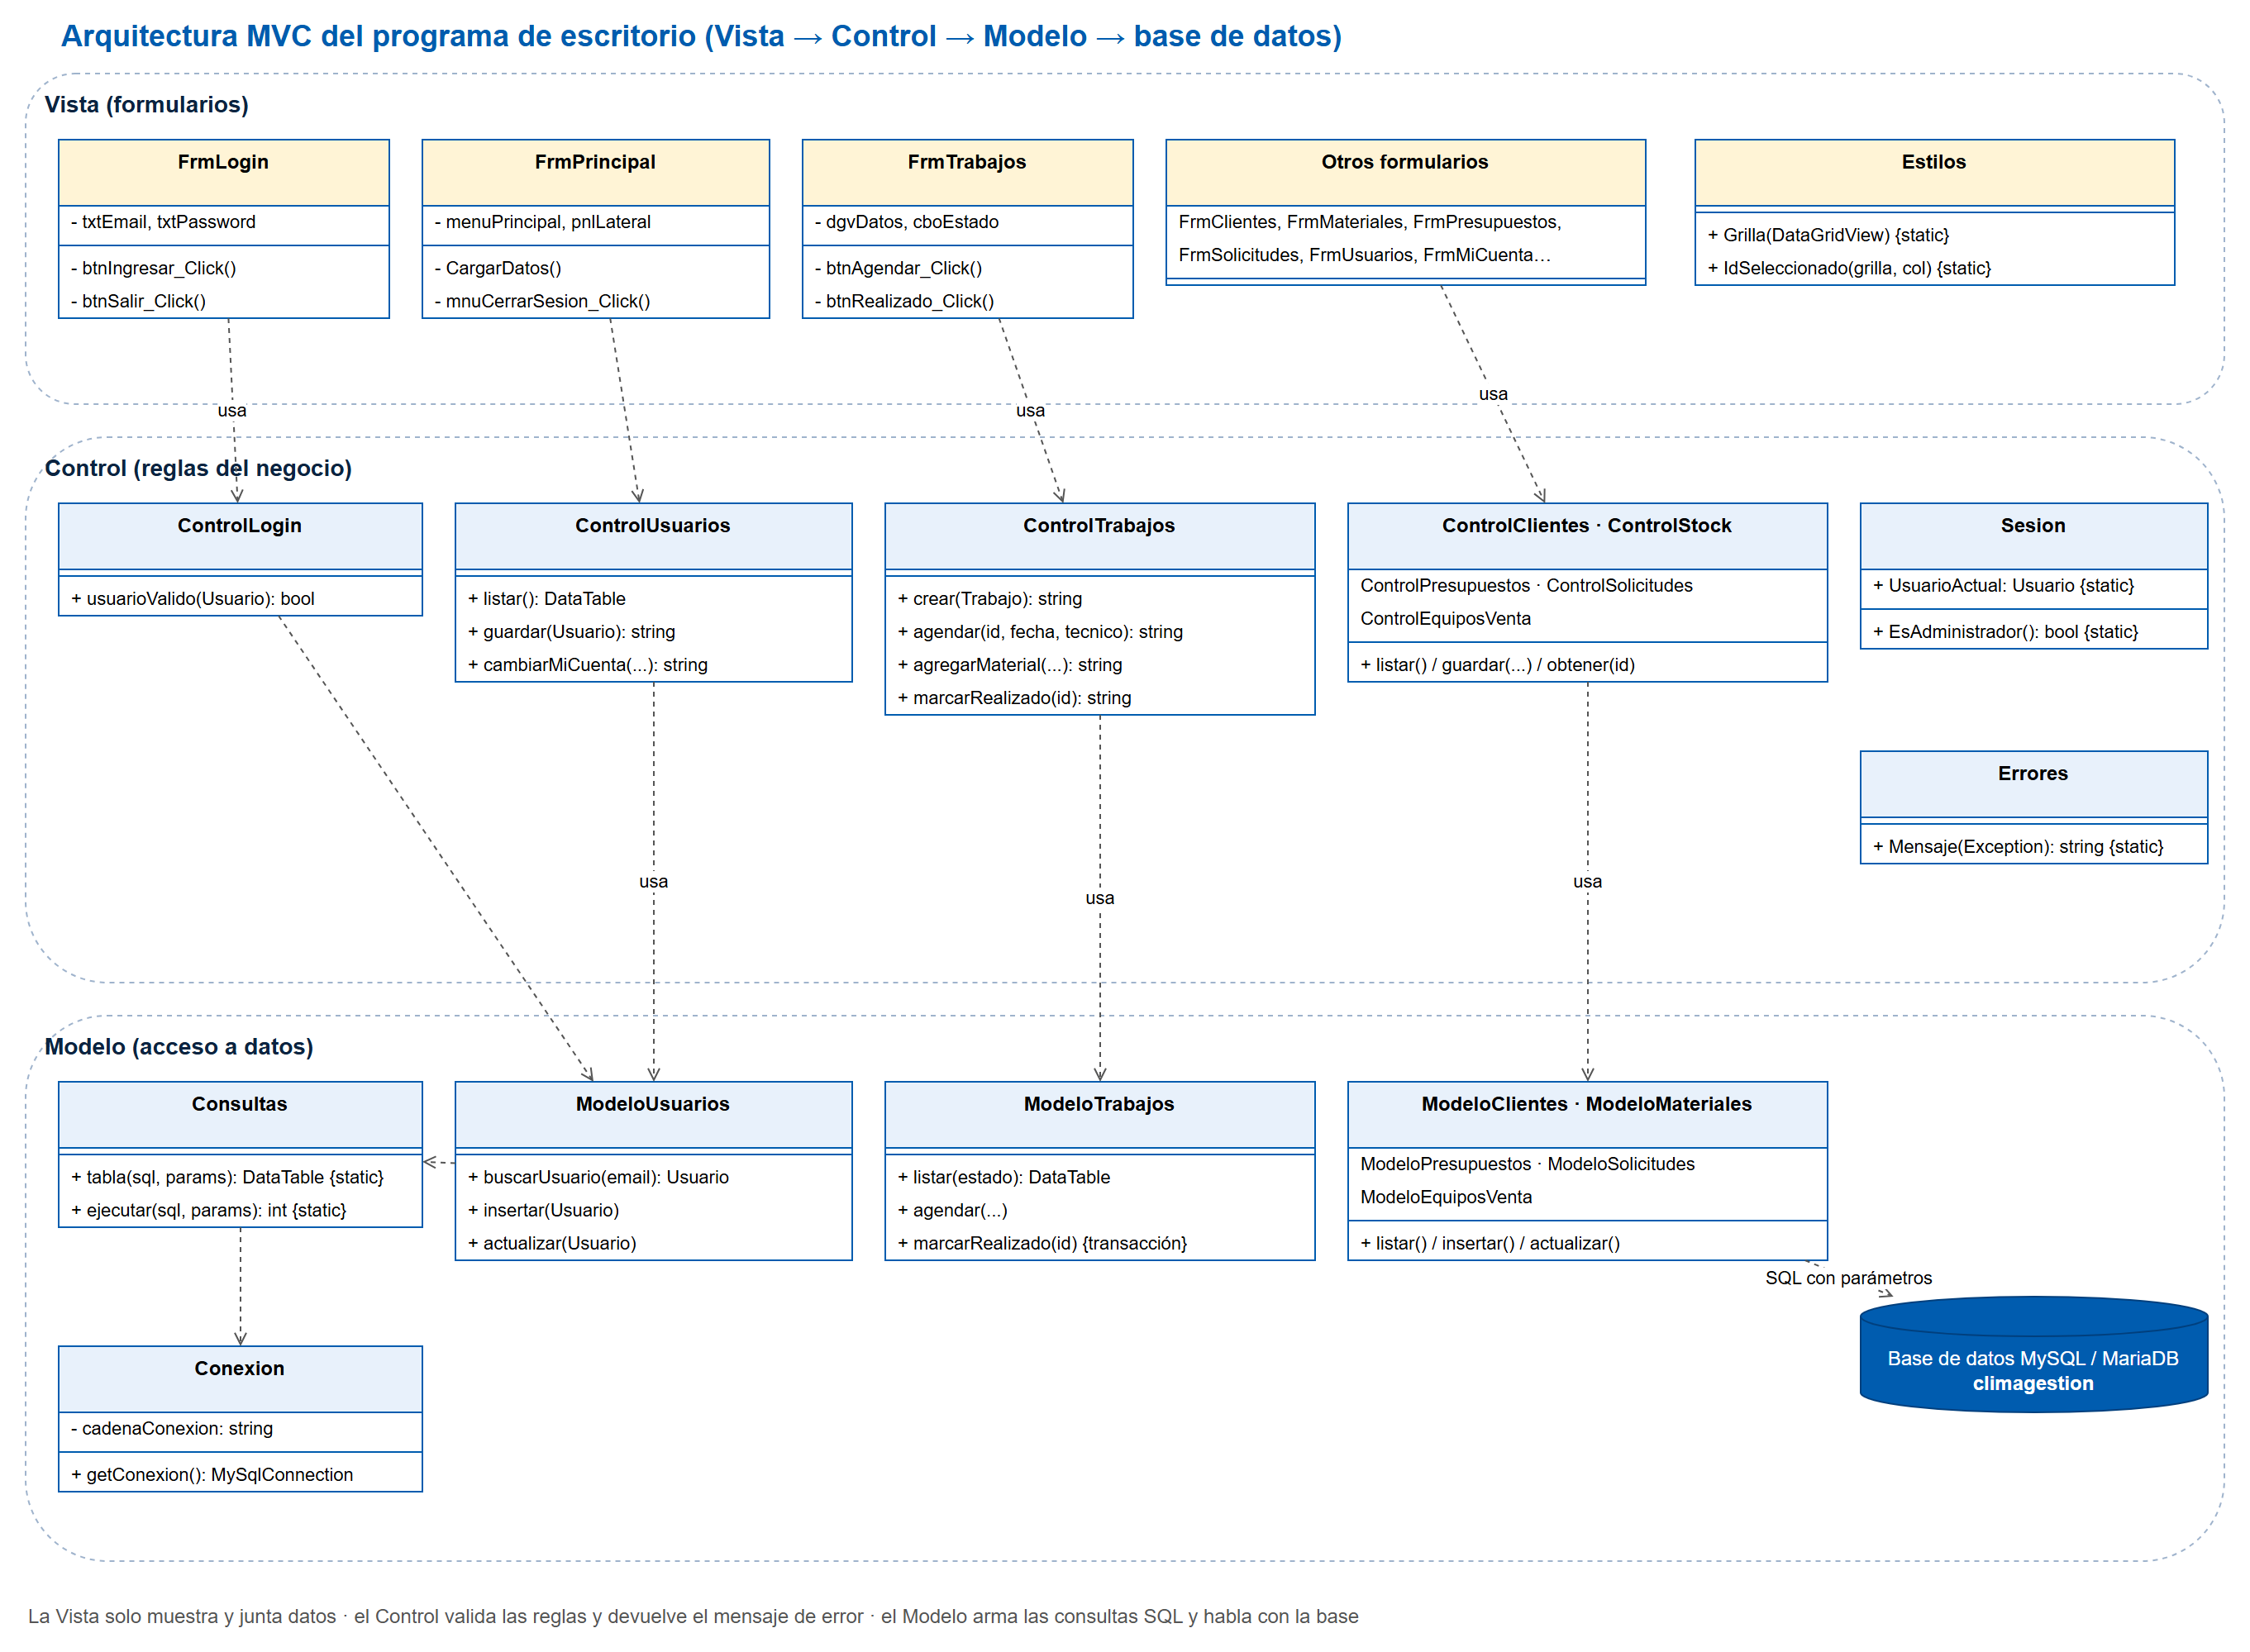 Arquitectura MVC del programa de escritorio (Vista → Control → Modelo → base de datos)
Vista (formularios)
FrmLogin
- txtEmail, txtPassword
- btnIngresar_Click()
- btnSalir_Click()
FrmPrincipal
- menuPrincipal, pnlLateral
- CargarDatos()
- mnuCerrarSesion_Click()
FrmTrabajos
- dgvDatos, cboEstado
- btnAgendar_Click()
- btnRealizado_Click()
Otros formularios
FrmClientes, FrmMateriales, FrmPresupuestos,
FrmSolicitudes, FrmUsuarios, FrmMiCuenta...
Estilos
+ Grilla(DataGridView) {static}
+ IdSeleccionado(grilla, col) {static}
usa
usa
usa
Control (reglas del negocio)
ControlLogin
+ usuarioValido(Usuario): bool
ControlUsuarios
+ listar(): DataTable
+ guardar(Usuario): string
+ cambiarMiCuenta(...): string
ControlTrabajos
+ crear(Trabajo): string
+ agendar(id, fecha, tecnico): string
+ agregarMaterial(...): string
+ marcarRealizado(id): string
ControlClientes · ControlStock
ControlPresupuestos · ControlSolicitudes
ControlEquiposVenta
+ listar() / guardar(...) / obtener(id)
Sesion
+ UsuarioActual: Usuario {static}
+ EsAdministrador(): bool {static}
Errores
+ Mensaje(Exception): string {static}
usa
usa
usa
Modelo (acceso a datos)
Consultas
+ tabla(sql, params): DataTable {static}
+ ejecutar(sql, params): int {static}
ModeloUsuarios
+ buscarUsuario(email): Usuario
+ insertar(Usuario)
+ actualizar(Usuario)
ModeloTrabajos
+ listar(estado): DataTable
+ agendar(...)
+ marcarRealizado(id) {transacción}
ModeloClientes · ModeloMateriales
ModeloPresupuestos · ModeloSolicitudes
ModeloEquiposVenta
+ listar() / insertar() / actualizar()
SQL con parámetros
Base de datos MySQL / MariaDB
climagestion
Conexion
- cadenaConexion: string
+ getConexion(): MySqlConnection
La Vista solo muestra y junta datos · el Control valida las reglas y devuelve el mensaje de error · el Modelo arma las consultas SQL y habla con la base